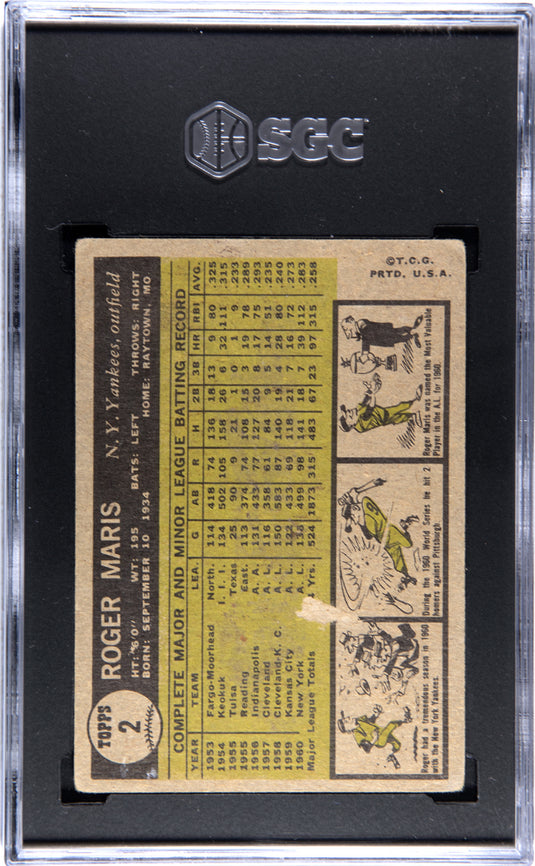 SGC
TOPPS
2
ROGER MARIS N. Y. Yankees, outfield
HT: 6'0" WT: 195 BATS: LEFT THROWS: RIGHT
BORN: SEPTEMBER 10 1934 HOME: RAYTOWN, MO
COMPLETE MAJOR AND MINOR LEAGUE BATTING RECORD
YEAR TEAM LEA. G AB R H 2B 3B HR RBI AVG.
1953 Fargo-Moorhead North. 114 418 74 136 18 13 9 80 .325
1954 Keokuk I. I. I. 134 502 105 158 26 6 32 111 .315
1955 Tulsa Texas 25 90 9 21 1 0 1 9 .233
1955 Reading East. 113 374 74 108 15 3 19 78 .289
1956 Indianapolis A. A. 131 433 77 127 20 8 17 75 .293
1957 Cleveland A. L. 116 358 61 84 9 5 14 51 .235
1958 Cleveland-K. C. A. L. 150 583 87 140 19 4 28 80 .240
1959 Kansas City A. L. 122 433 69 118 21 7 16 72 .273
1960 New York A. L. 499 98 141 18 7 39 112 .283
Major League Totals 4 Yrs. 524 1873 315 483 67 23 97 315 .258
Roger had a tremendous season in 1960
with the New York Yankees.
During the 1960 World Series he hit 2
homers against Pittsburgh.
Roger Maris was named the Most Valuable
Player in the A.L. for 1960.
©T.C.G.
PRTD. U.S.A.